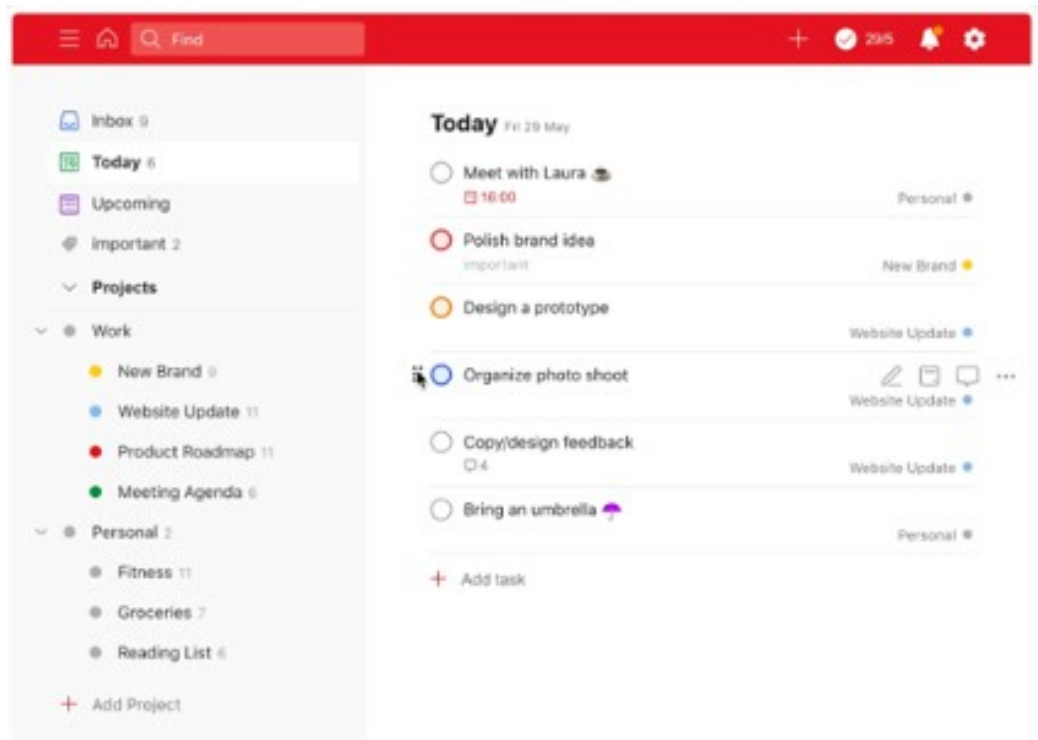 Find
29/5
Inbox 9
Today 6
Upcoming
important 2
Projects
Work
New Brand 9
Website Update 11
Product Roadmap 11
Meeting Agenda 6
Personal 2
Fitness 11
Groceries 7
Reading List 6
Add Project
Today Fri 29 May
Meet with Laura
16:00
Personal
Polish brand idea
important
New Brand
Design a prototype
Website Update
Organize photo shoot
Website Update
Copy/design feedback
4
Website Update
Bring an umbrella
Personal
Add task